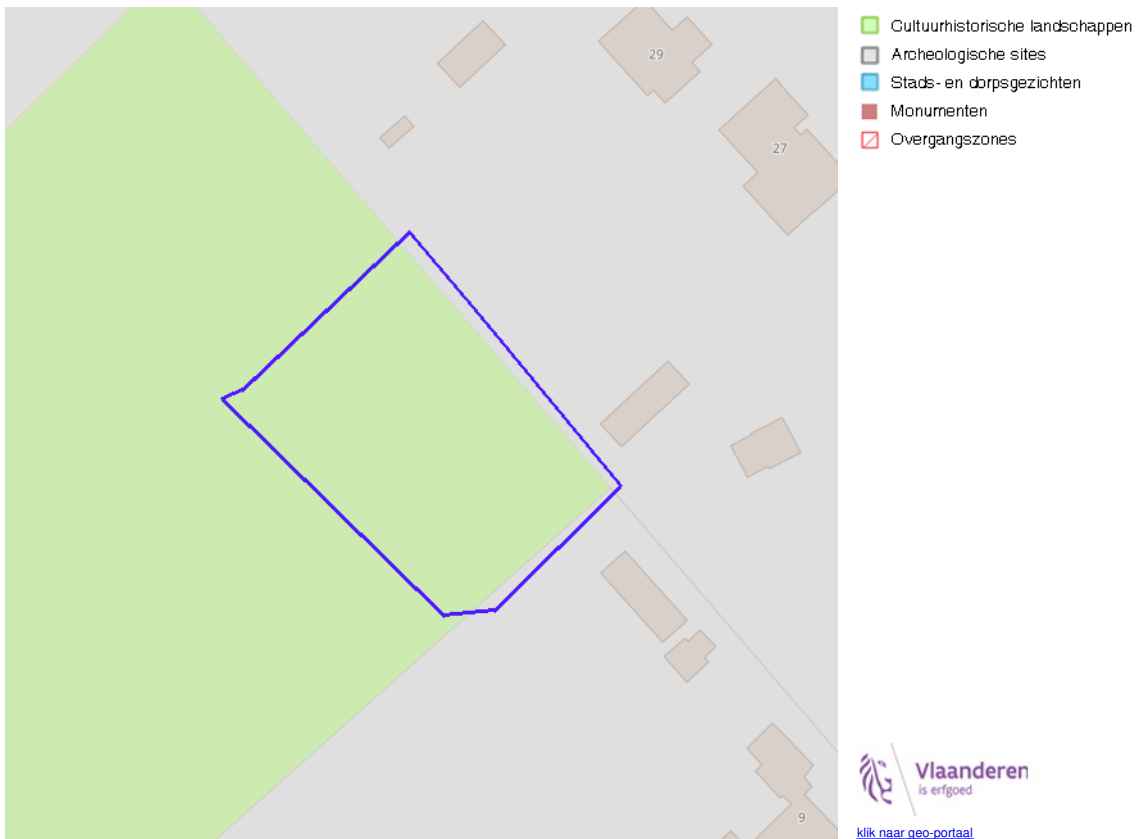 29
27
9
Cultuurhistorische landschappen
Archeologische sites
Stads- en dorpsgezichten
Monumenten
Overgangszones
Vlaanderen
is erfgoed
klik naar geo-portaal